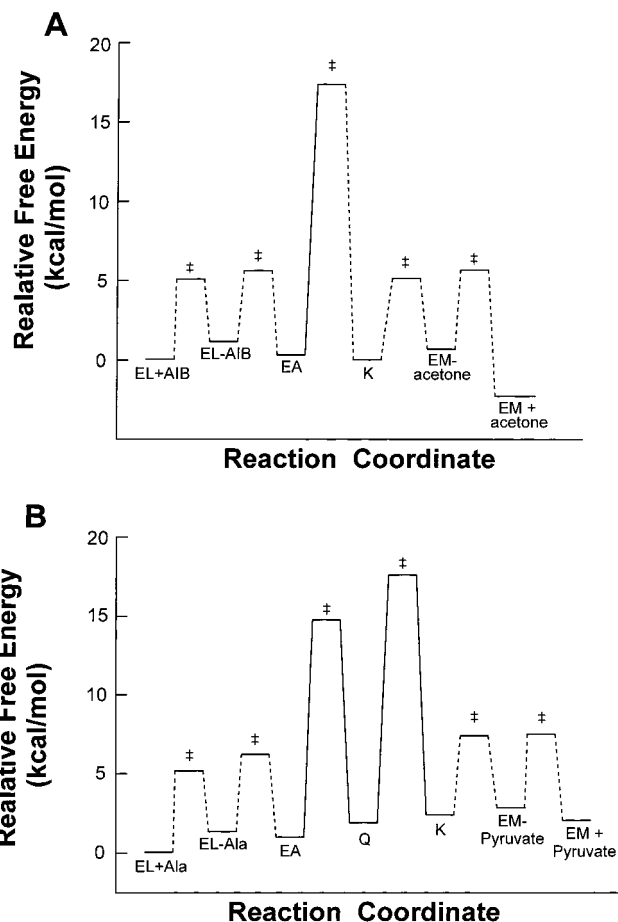 A
Realative Free Energy
(kcal/mol)
20
15
10
5
0
‡
‡
‡
‡
‡
EL+AIB
EL-AIB
EA
K
EM-
acetone
EM +
acetone
Reaction Coordinate
B
Realative Free Energy
(kcal/mol)
20
15
10
5
0
‡
‡
‡
‡
‡
‡
EL+Ala
EL-Ala
EA
Q
K
EM-
Pyruvate
EM +
Pyruvate
Reaction Coordinate